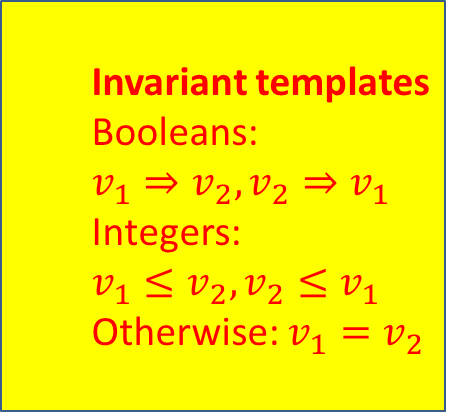 Invariant templates
Booleans:
𝑣₁ ⇒ 𝑣₂, 𝑣₂ ⇒ 𝑣₁
Integers:
𝑣₁ ≤ 𝑣₂, 𝑣₂ ≤ 𝑣₁
Otherwise: 𝑣₁ = 𝑣₂